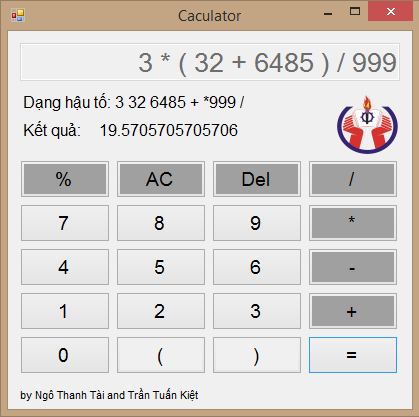 Caculator
3 * ( 32 + 6485 ) / 999
Dạng hậu tố: 3 32 6485 + *999 /
Kết quả: 19.5705705705706
% AC Del /
7 8 9 *
4 5 6 -
1 2 3 +
0 ( ) =
by Ngô Thanh Tài and Trần Tuấn Kiệt